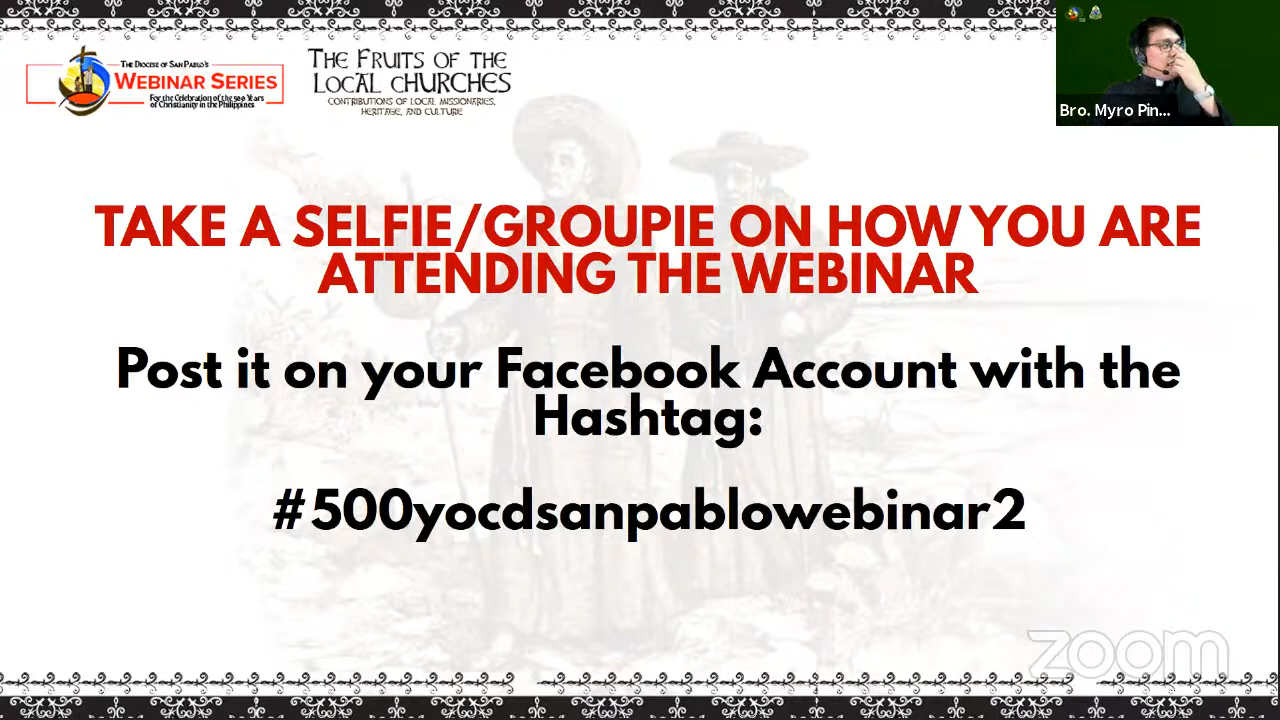 The Diocese of San Pablo's
Webinar Series
For the Celebration of the 500 Years
of Christianity in the Philippines
The Fruits of the
Local Churches
Contributions of Local Missionaries,
Heritage, and Culture
Bro. Myro Pin...
TAKE A SELFIE/GROUPIE ON HOW YOU ARE
ATTENDING THE WEBINAR
Post it on your Facebook Account with the
Hashtag:
#500yocdsanpablowebinar2
zoom